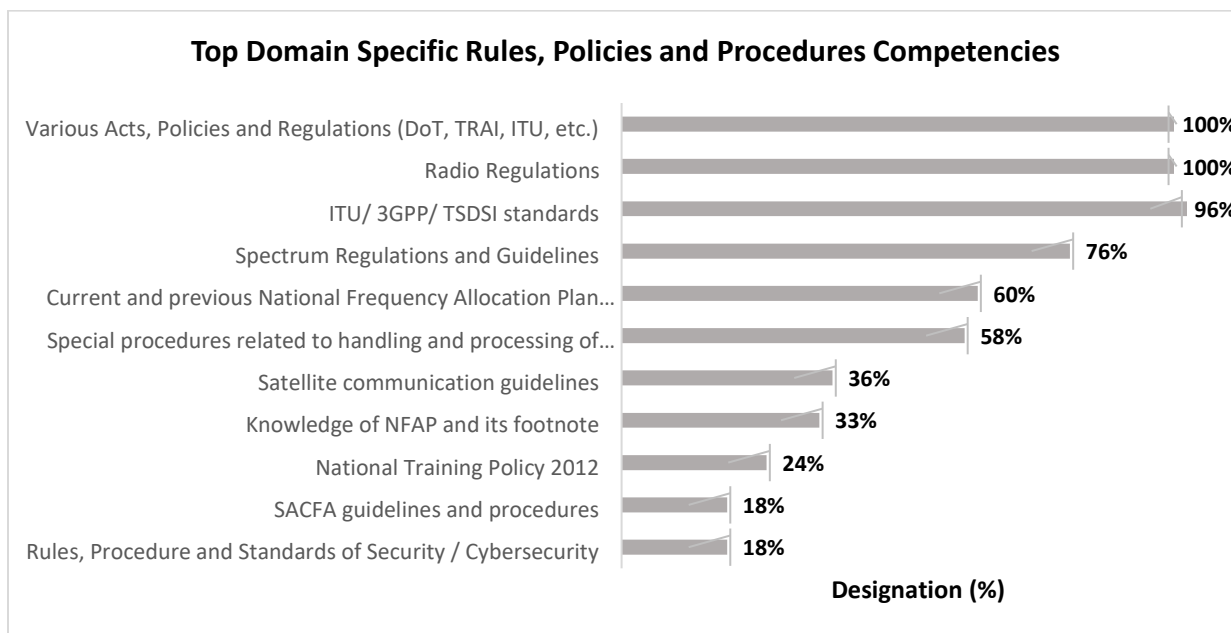 Top Domain Specific Rules, Policies and Procedures Competencies
Various Acts, Policies and Regulations (DoT, TRAI, ITU, etc.) 100%
Radio Regulations 100%
ITU/ 3GPP/ TSDSI standards 96%
Spectrum Regulations and Guidelines 76%
Current and previous National Frequency Allocation Plan... 60%
Special procedures related to handling and processing of... 58%
Satellite communication guidelines 36%
Knowledge of NFAP and its footnote 33%
National Training Policy 2012 24%
SACFA guidelines and procedures 18%
Rules, Procedure and Standards of Security / Cybersecurity 18%
Designation (%)